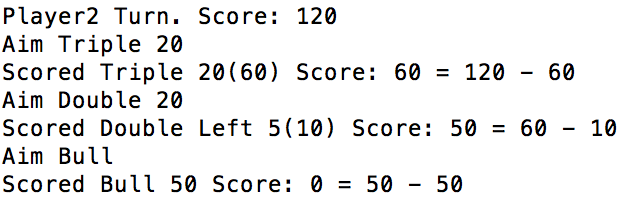 Player2 Turn. Score: 120
Aim Triple 20
Scored Triple 20(60) Score: 60 = 120 - 60
Aim Double 20
Scored Double Left 5(10) Score: 50 = 60 - 10
Aim Bull
Scored Bull 50 Score: 0 = 50 - 50